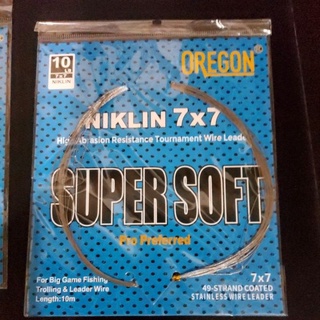 10
7x7
NIKLIN
OREGON®
NIKLIN 7x7
High Abrasion Resistance Tournament Wire Leader
SUPER SOFT
Pro Preferred
For Big Game Fishing
Trolling & Leader Wire
Length:10m
7x7
49-STRAND COATED
STAINLESS WIRE LEADER